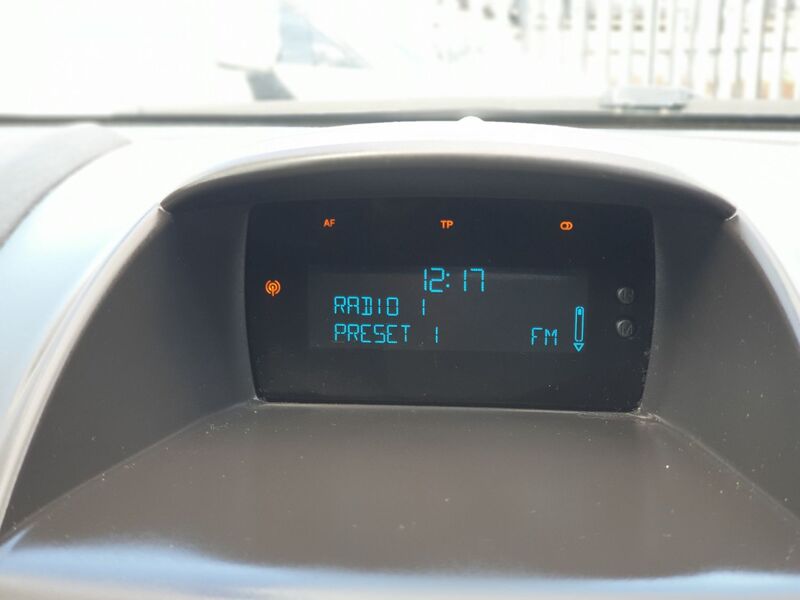 AF TP
12:17
RADIO 1
PRESET 1 FM
H
M